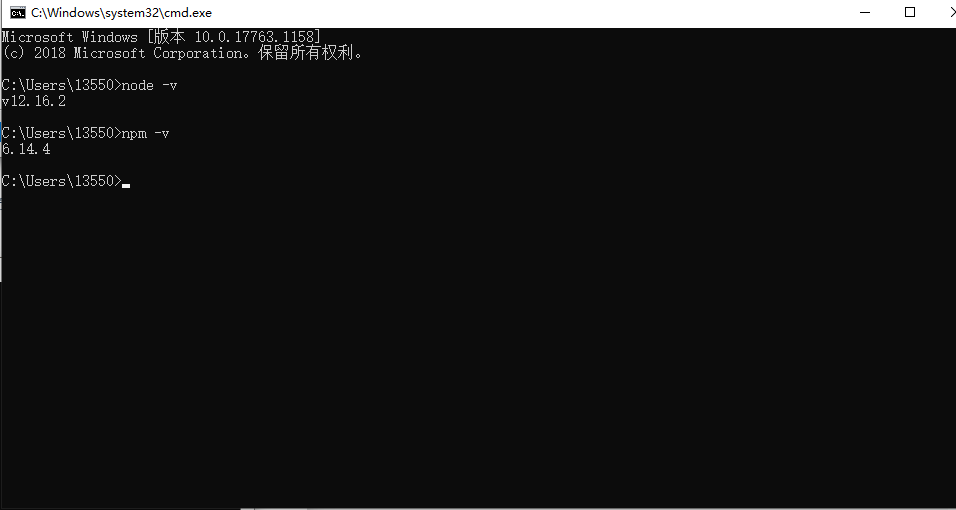 C:\Windows\system32\cmd.exe
Microsoft Windows [版本 10.0.17763.1158]
(c) 2018 Microsoft Corporation。保留所有权利。
C:\Users\13550>node -v
v12.16.2
C:\Users\13550>npm -v
6.14.4
C:\Users\13550>